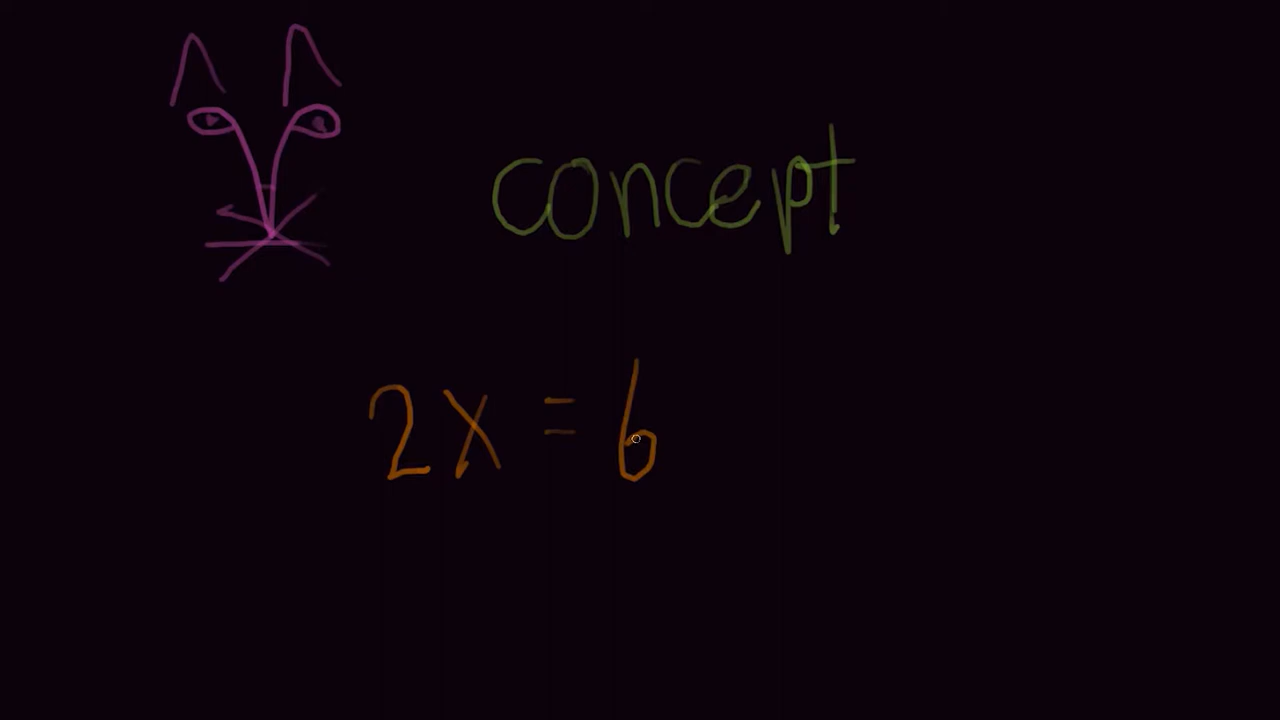 concept
2x = 6